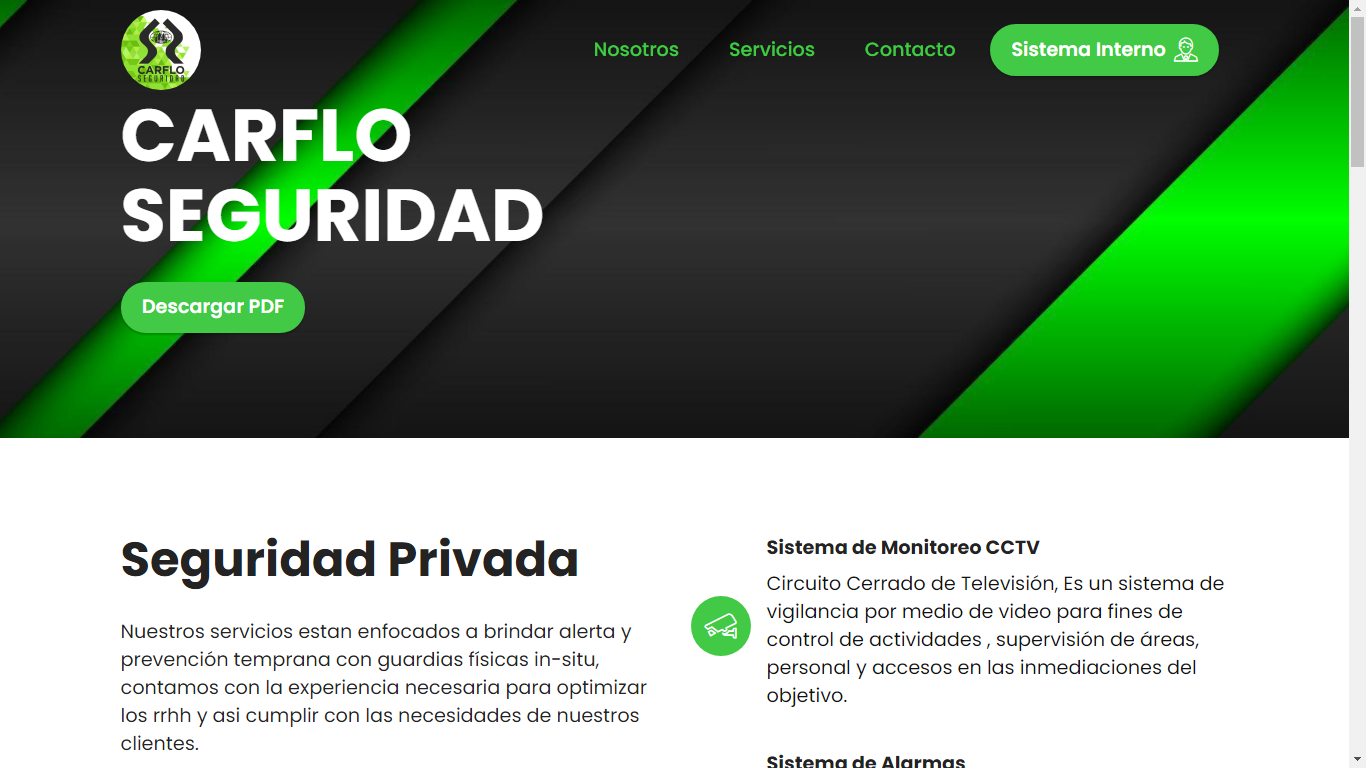 CARFLO
SEGURIDAD
Nosotros
Servicios
Contacto
Sistema Interno
CARFLO
SEGURIDAD
Descargar PDF
Seguridad Privada
Nuestros servicios estan enfocados a brindar alerta y
prevención temprana con guardias físicas in-situ,
contamos con la experiencia necesaria para optimizar
los rrhh y asi cumplir con las necesidades de nuestros
clientes.
Sistema de Monitoreo CCTV
Circuito Cerrado de Televisión, Es un sistema de
vigilancia por medio de video para fines de
control de actividades , supervisión de áreas,
personal y accesos en las inmediaciones del
objetivo.
Sistema de Alarmas